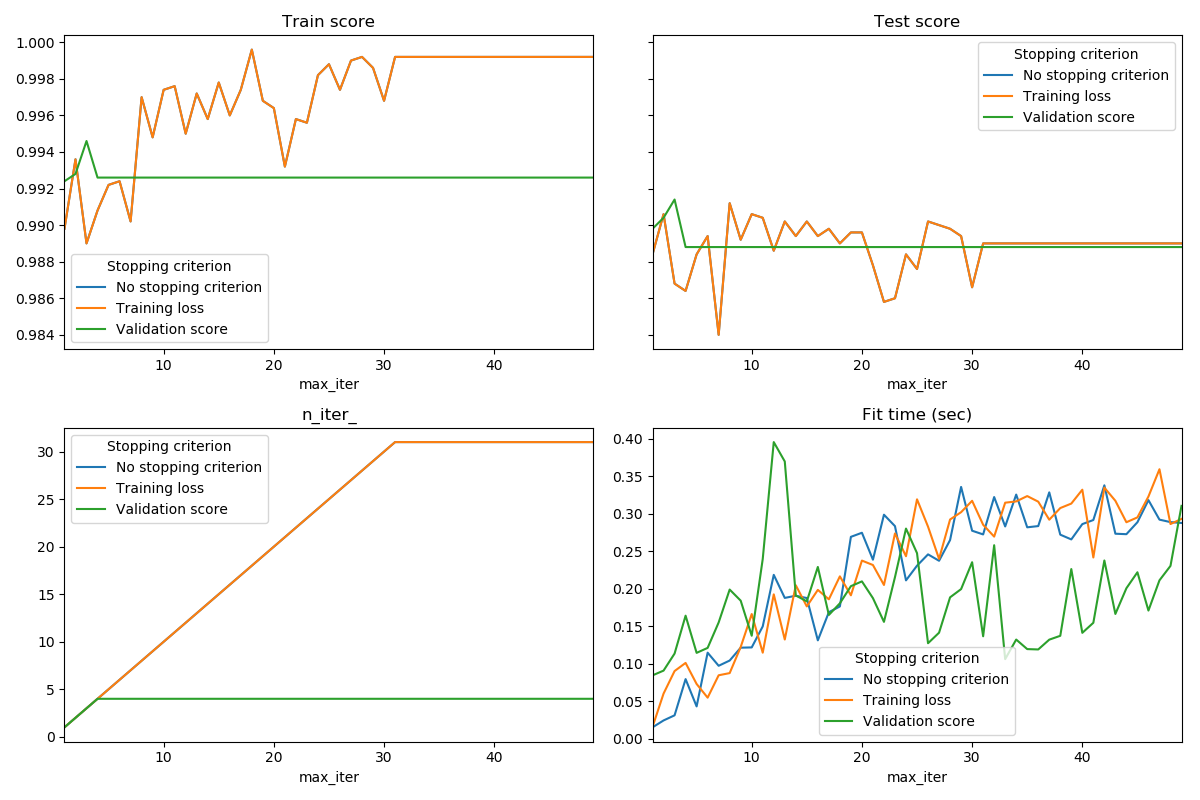 Train score
1.000
0.998
0.996
0.994
0.992
0.990
0.988
0.986
0.984
Stopping criterion
No stopping criterion
Training loss
Validation score
10 20 30 40
max_iter
Test score
Stopping criterion
No stopping criterion
Training loss
Validation score
10 20 30 40
max_iter
n_iter_
30
25
20
15
10
5
0
Stopping criterion
No stopping criterion
Training loss
Validation score
10 20 30 40
max_iter
Fit time (sec)
0.40
0.35
0.30
0.25
0.20
0.15
0.10
0.05
0.00
Stopping criterion
No stopping criterion
Training loss
Validation score
10 20 30 40
max_iter